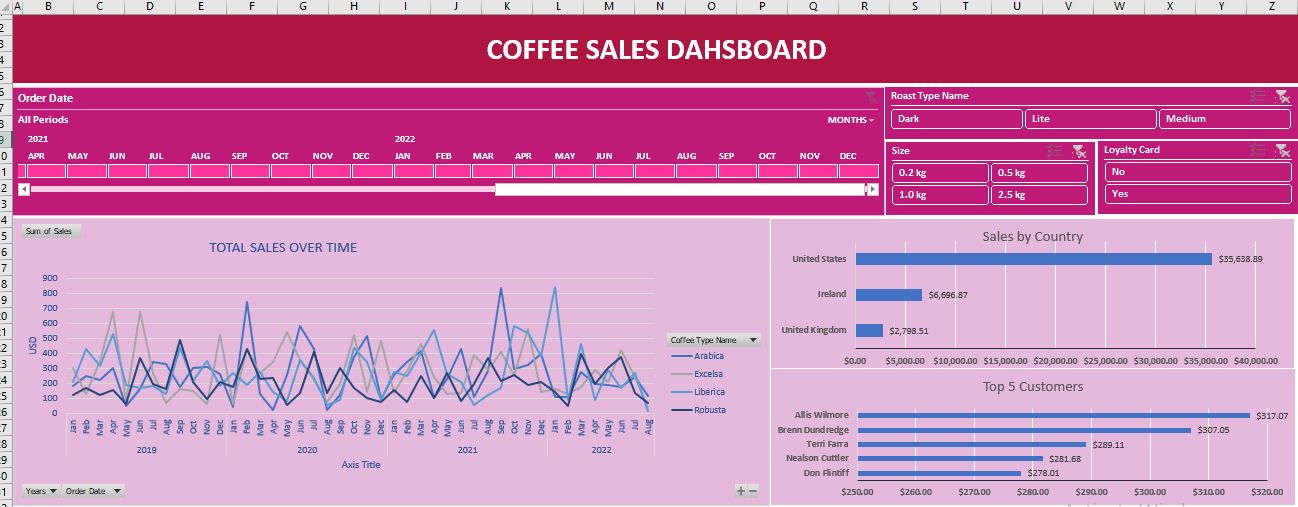 A B C D E F G H I J K L M N O P Q R S T U V W X Y Z
COFFEE SALES DAHSBOARD
Order Date
All Periods
MONTHS
2021 2022
APR MAY JUN JUL AUG SEP OCT NOV DEC JAN FEB MAR APR MAY JUN JUL AUG SEP OCT NOV DEC
Roast Type Name
Dark Lite Medium
Size
0.2 kg 0.5 kg
1.0 kg 2.5 kg
Loyalty Card
No
Yes
Sum of Sales
TOTAL SALES OVER TIME
900
800
700
600
500
400
300
200
100
0
USD
Jan Feb Mar Apr May Jun Jul Aug Sep Oct Nov Dec Jan Feb Mar Apr May Jun Jul Aug Sep Oct Nov Dec Jan Feb Mar Apr May Jun Jul Aug Sep Oct Nov Dec Jan Feb Mar Apr May Jun Jul Aug
2019 2020 2021 2022
Axis Title
Coffee Type Name
Arabica
Excelsa
Liberica
Robusta
Years Order Date
Sales by Country
United States $35,638.89
Ireland $6,696.87
United Kingdom $2,798.51
$0.00 $5,000.00 $10,000.00 $15,000.00 $20,000.00 $25,000.00 $30,000.00 $35,000.00 $40,000.00
Top 5 Customers
Allis Wilmore $317.07
Brenn Dundredge $307.05
Terri Farra $289.11
Nealson Cuttler $281.68
Don Flintiff $278.01
$250.00 $260.00 $270.00 $280.00 $290.00 $300.00 $310.00 $320.00